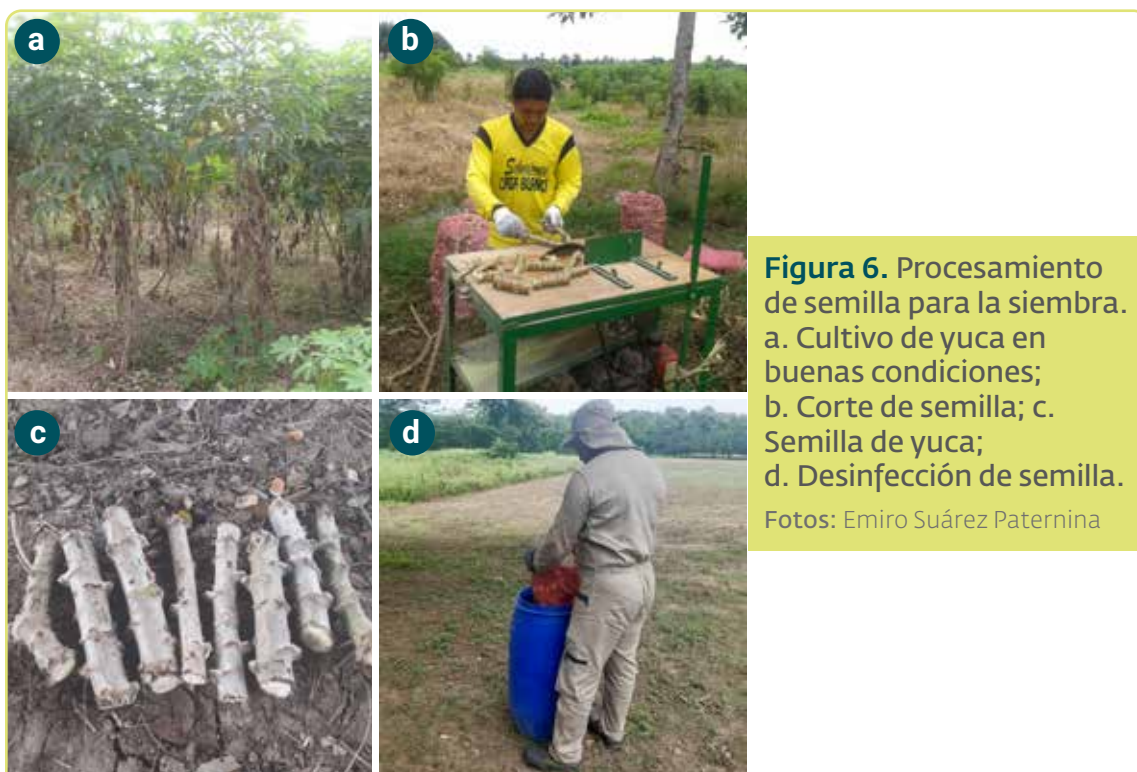 a
b
Figura 6. Procesamiento
de semilla para la siembra.
a. Cultivo de yuca en
buenas condiciones;
b. Corte de semilla; c.
Semilla de yuca;
d. Desinfección de semilla.
Fotos: Emiro Suárez Paternina
c
d